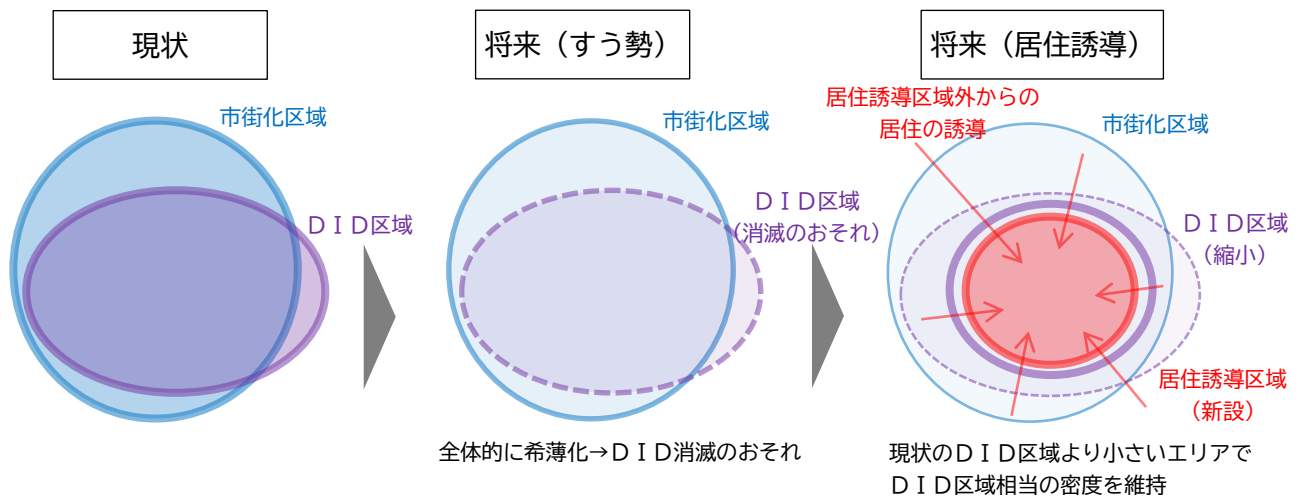 現状
市街化区域
ＤＩＤ区域
将来（すう勢）
市街化区域
ＤＩＤ区域
（消滅のおそれ）
全体的に希薄化→ＤＩＤ消滅のおそれ
将来（居住誘導）
居住誘導区域外からの
居住の誘導
市街化区域
ＤＩＤ区域
（縮小）
居住誘導区域
（新設）
現状のＤＩＤ区域より小さいエリアで
ＤＩＤ区域相当の密度を維持